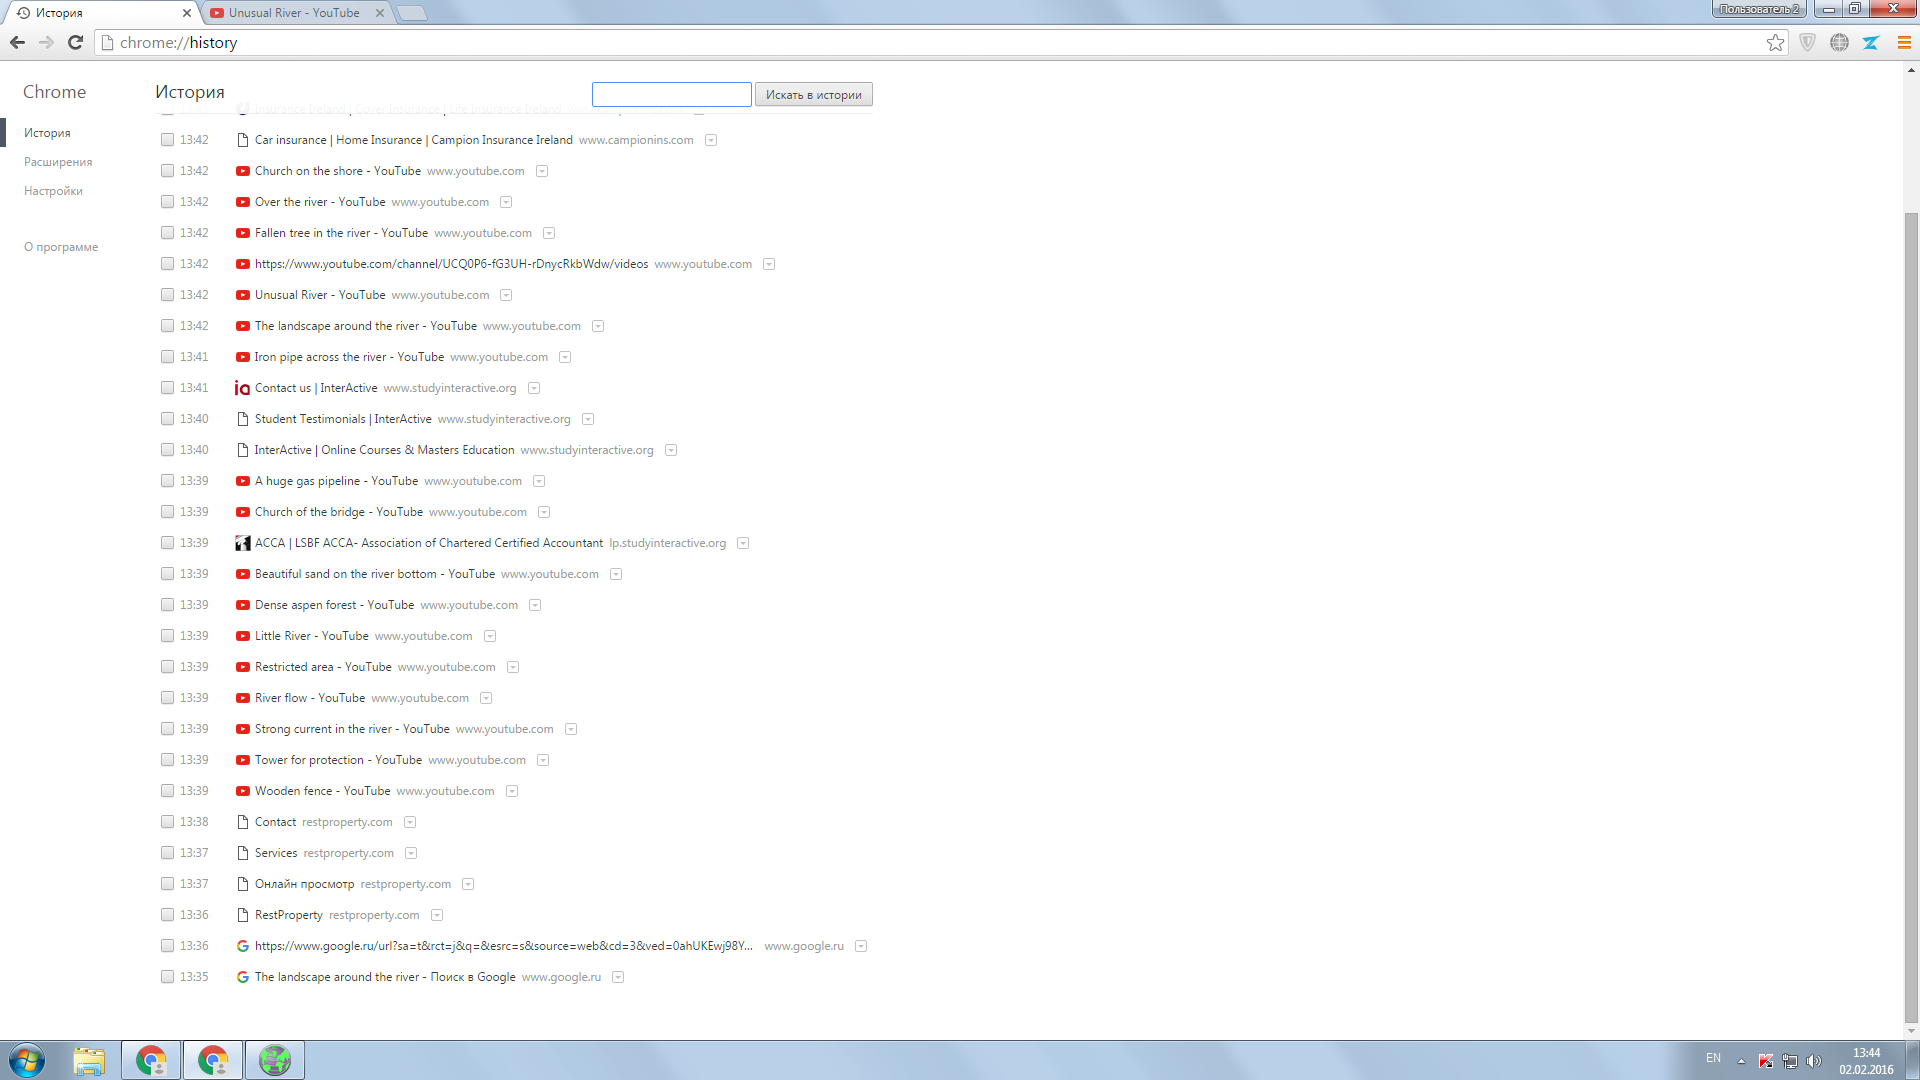 История
Unusual River - YouTube
Пользователь 2
chrome://history
Chrome
История
Искать в истории
История
Расширения
Настройки
О программе
Insurance Ireland | Cover Insurance | Life Insurance Ireland
13:42 Car insurance | Home Insurance | Campion Insurance Ireland www.campionins.com
13:42 Church on the shore - YouTube www.youtube.com
13:42 Over the river - YouTube www.youtube.com
13:42 Fallen tree in the river - YouTube www.youtube.com
13:42 https://www.youtube.com/channel/UCQ0P6-fG3UH-rDnycRkbWdw/videos www.youtube.com
13:42 Unusual River - YouTube www.youtube.com
13:42 The landscape around the river - YouTube www.youtube.com
13:41 Iron pipe across the river - YouTube www.youtube.com
13:41 Contact us | InterActive www.studyinteractive.org
13:40 Student Testimonials | InterActive www.studyinteractive.org
13:40 InterActive | Online Courses & Masters Education www.studyinteractive.org
13:39 A huge gas pipeline - YouTube www.youtube.com
13:39 Church of the bridge - YouTube www.youtube.com
13:39 ACCA | LSBF ACCA- Association of Chartered Certified Accountant lp.studyinteractive.org
13:39 Beautiful sand on the river bottom - YouTube www.youtube.com
13:39 Dense aspen forest - YouTube www.youtube.com
13:39 Little River - YouTube www.youtube.com
13:39 Restricted area - YouTube www.youtube.com
13:39 River flow - YouTube www.youtube.com
13:39 Strong current in the river - YouTube www.youtube.com
13:39 Tower for protection - YouTube www.youtube.com
13:39 Wooden fence - YouTube www.youtube.com
13:38 Contact restproperty.com
13:37 Services restproperty.com
13:37 Онлайн просмотр restproperty.com
13:36 RestProperty restproperty.com
13:36 https://www.google.ru/url?sa=t&rct=j&q=&esrc=s&source=web&cd=3&ved=0ahUKEwj98Y... www.google.ru
13:35 The landscape around the river - Поиск в Google www.google.ru
EN
13:44
02.02.2016